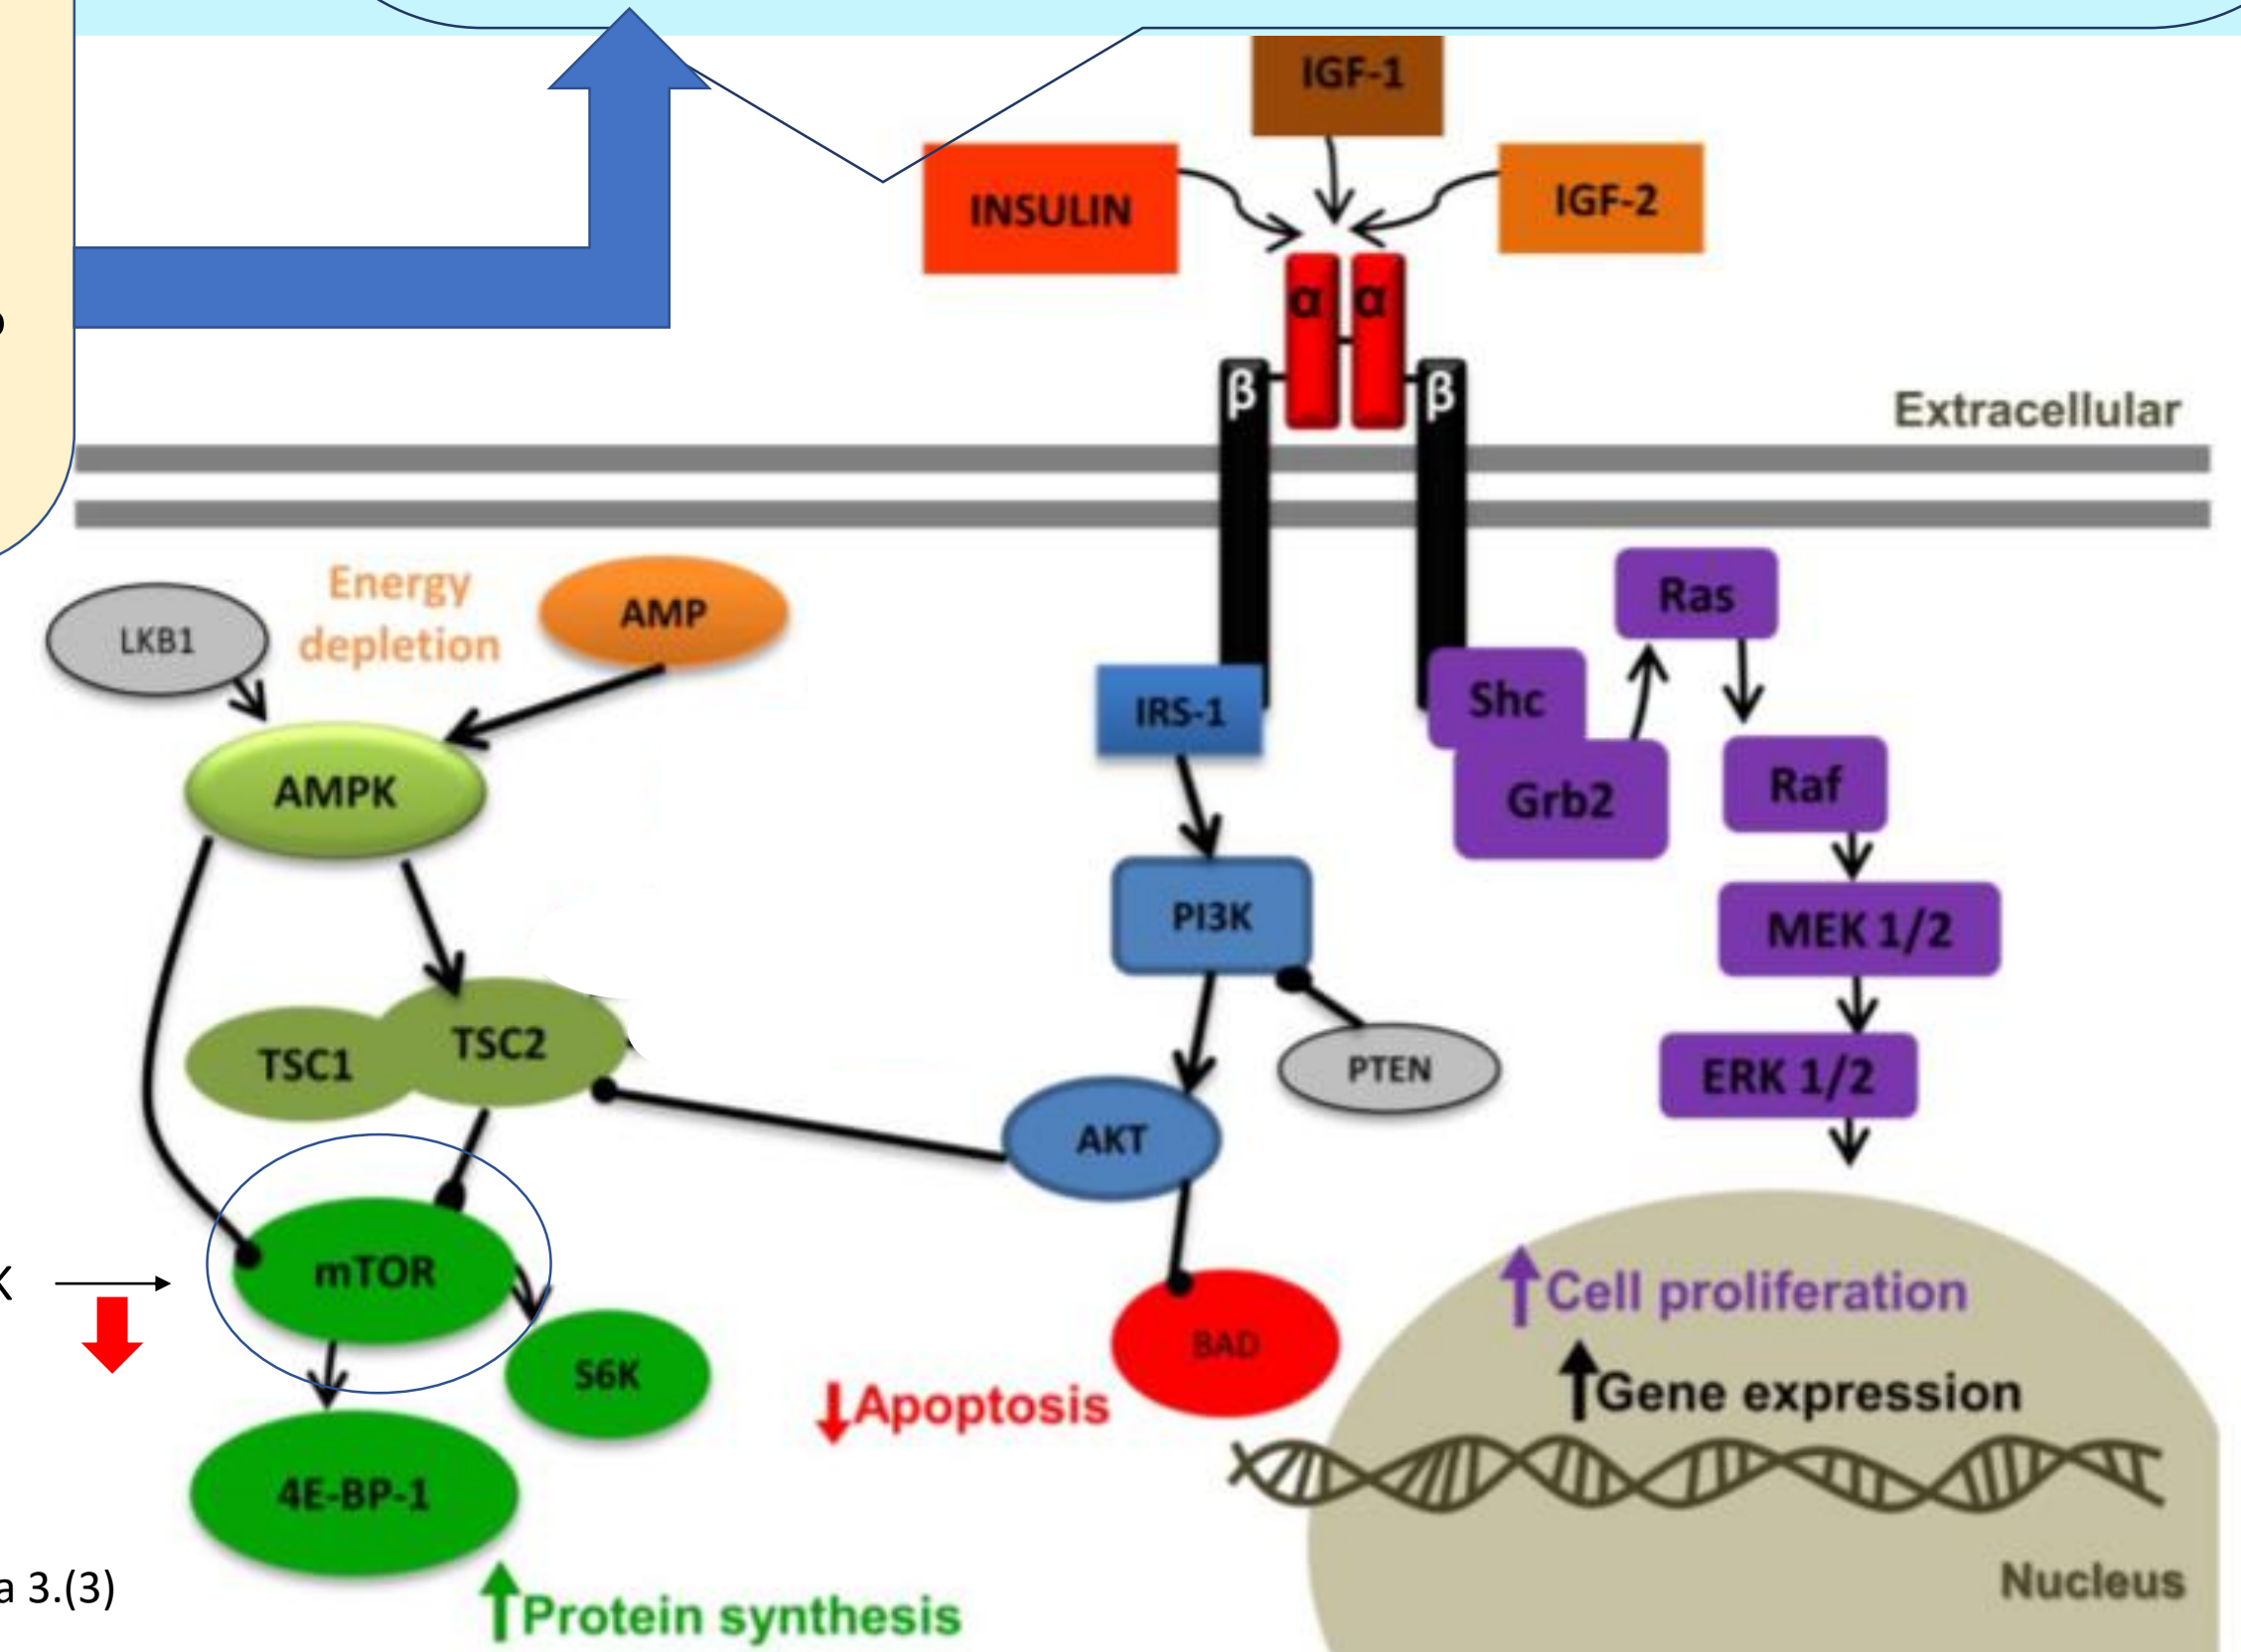 IGF-1
INSULIN
IGF-2
α α
β β
Extracellular
Energy
depletion
LKB1
AMP
Ras
Shc
IRS-1
AMPK
Grb2
Raf
PI3K
MEK 1/2
TSC1
TSC2
PTEN
ERK 1/2
AKT
mTOR
BAD
S6K
Cell proliferation
Apoptosis
Gene expression
4E-BP-1
a 3.(3)
Protein synthesis
Nucleus